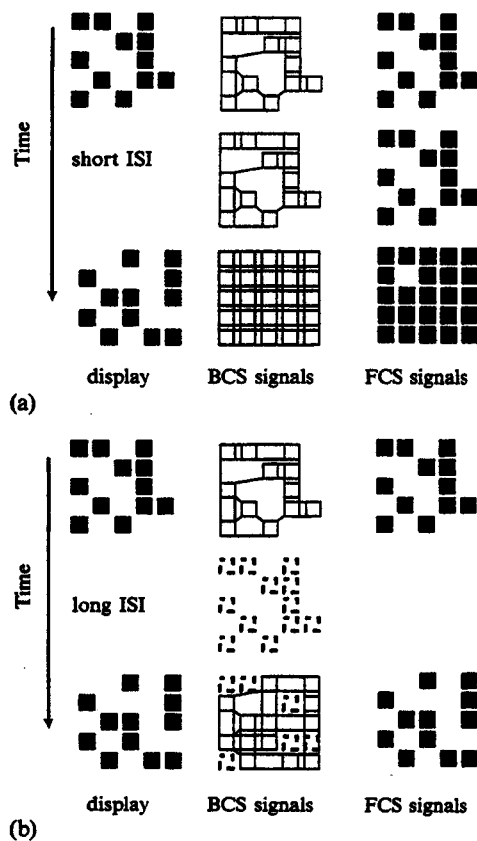 Time
short ISI
display BCS signals FCS signals
(a)
Time
long ISI
display BCS signals FCS signals
(b)